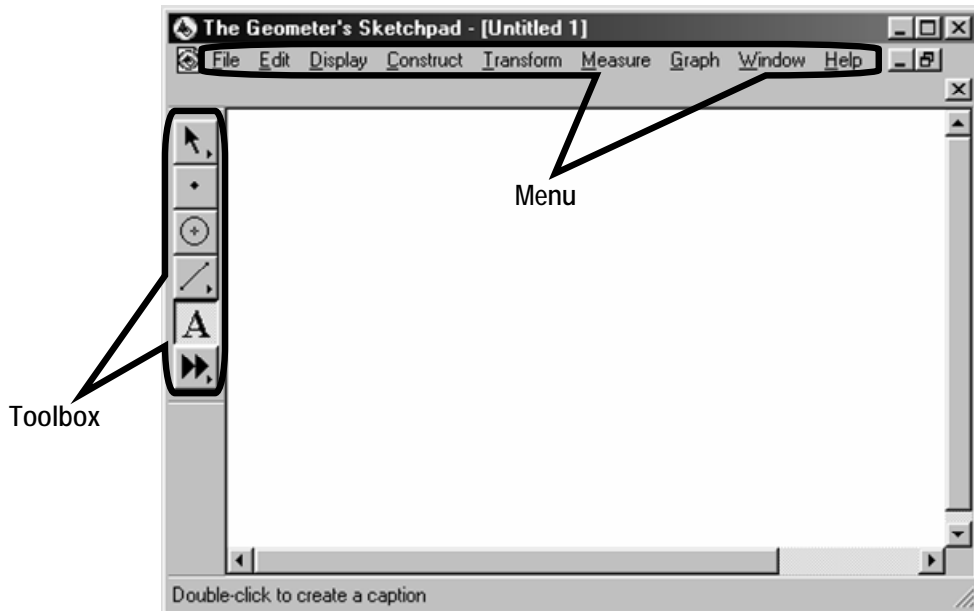 The Geometer's Sketchpad - [Untitled 1]
File Edit Display Construct Transform Measure Graph Window Help
Menu
A
Toolbox
Double-click to create a caption